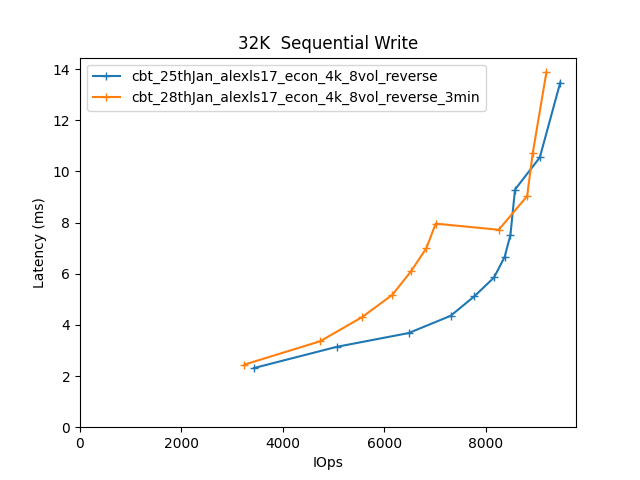 32K  Sequential Write
cbt_25thJan_alexls17_econ_4k_8vol_reverse
cbt_28thJan_alexls17_econ_4k_8vol_reverse_3min
Latency (ms)
14
12
10
8
6
4
2
0
0 2000 4000 6000 8000
IOps